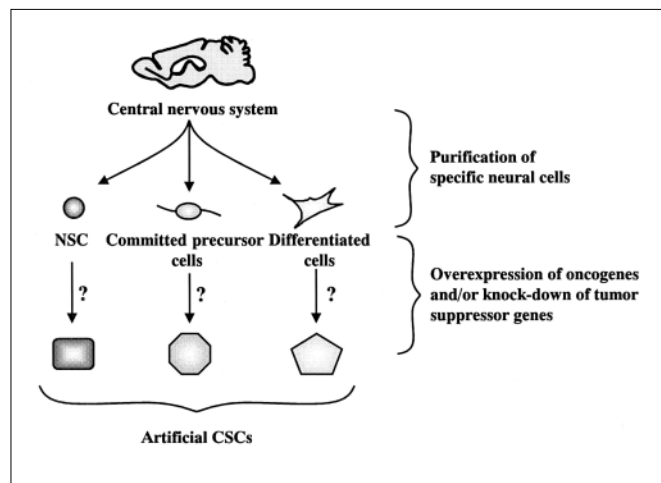 Central nervous system
Purification of
specific neural cells
NSC
Committed precursor
cells
Differentiated
cells
?
?
?
Overexpression of oncogenes
and/or knock-down of tumor
suppressor genes
Artificial CSCs